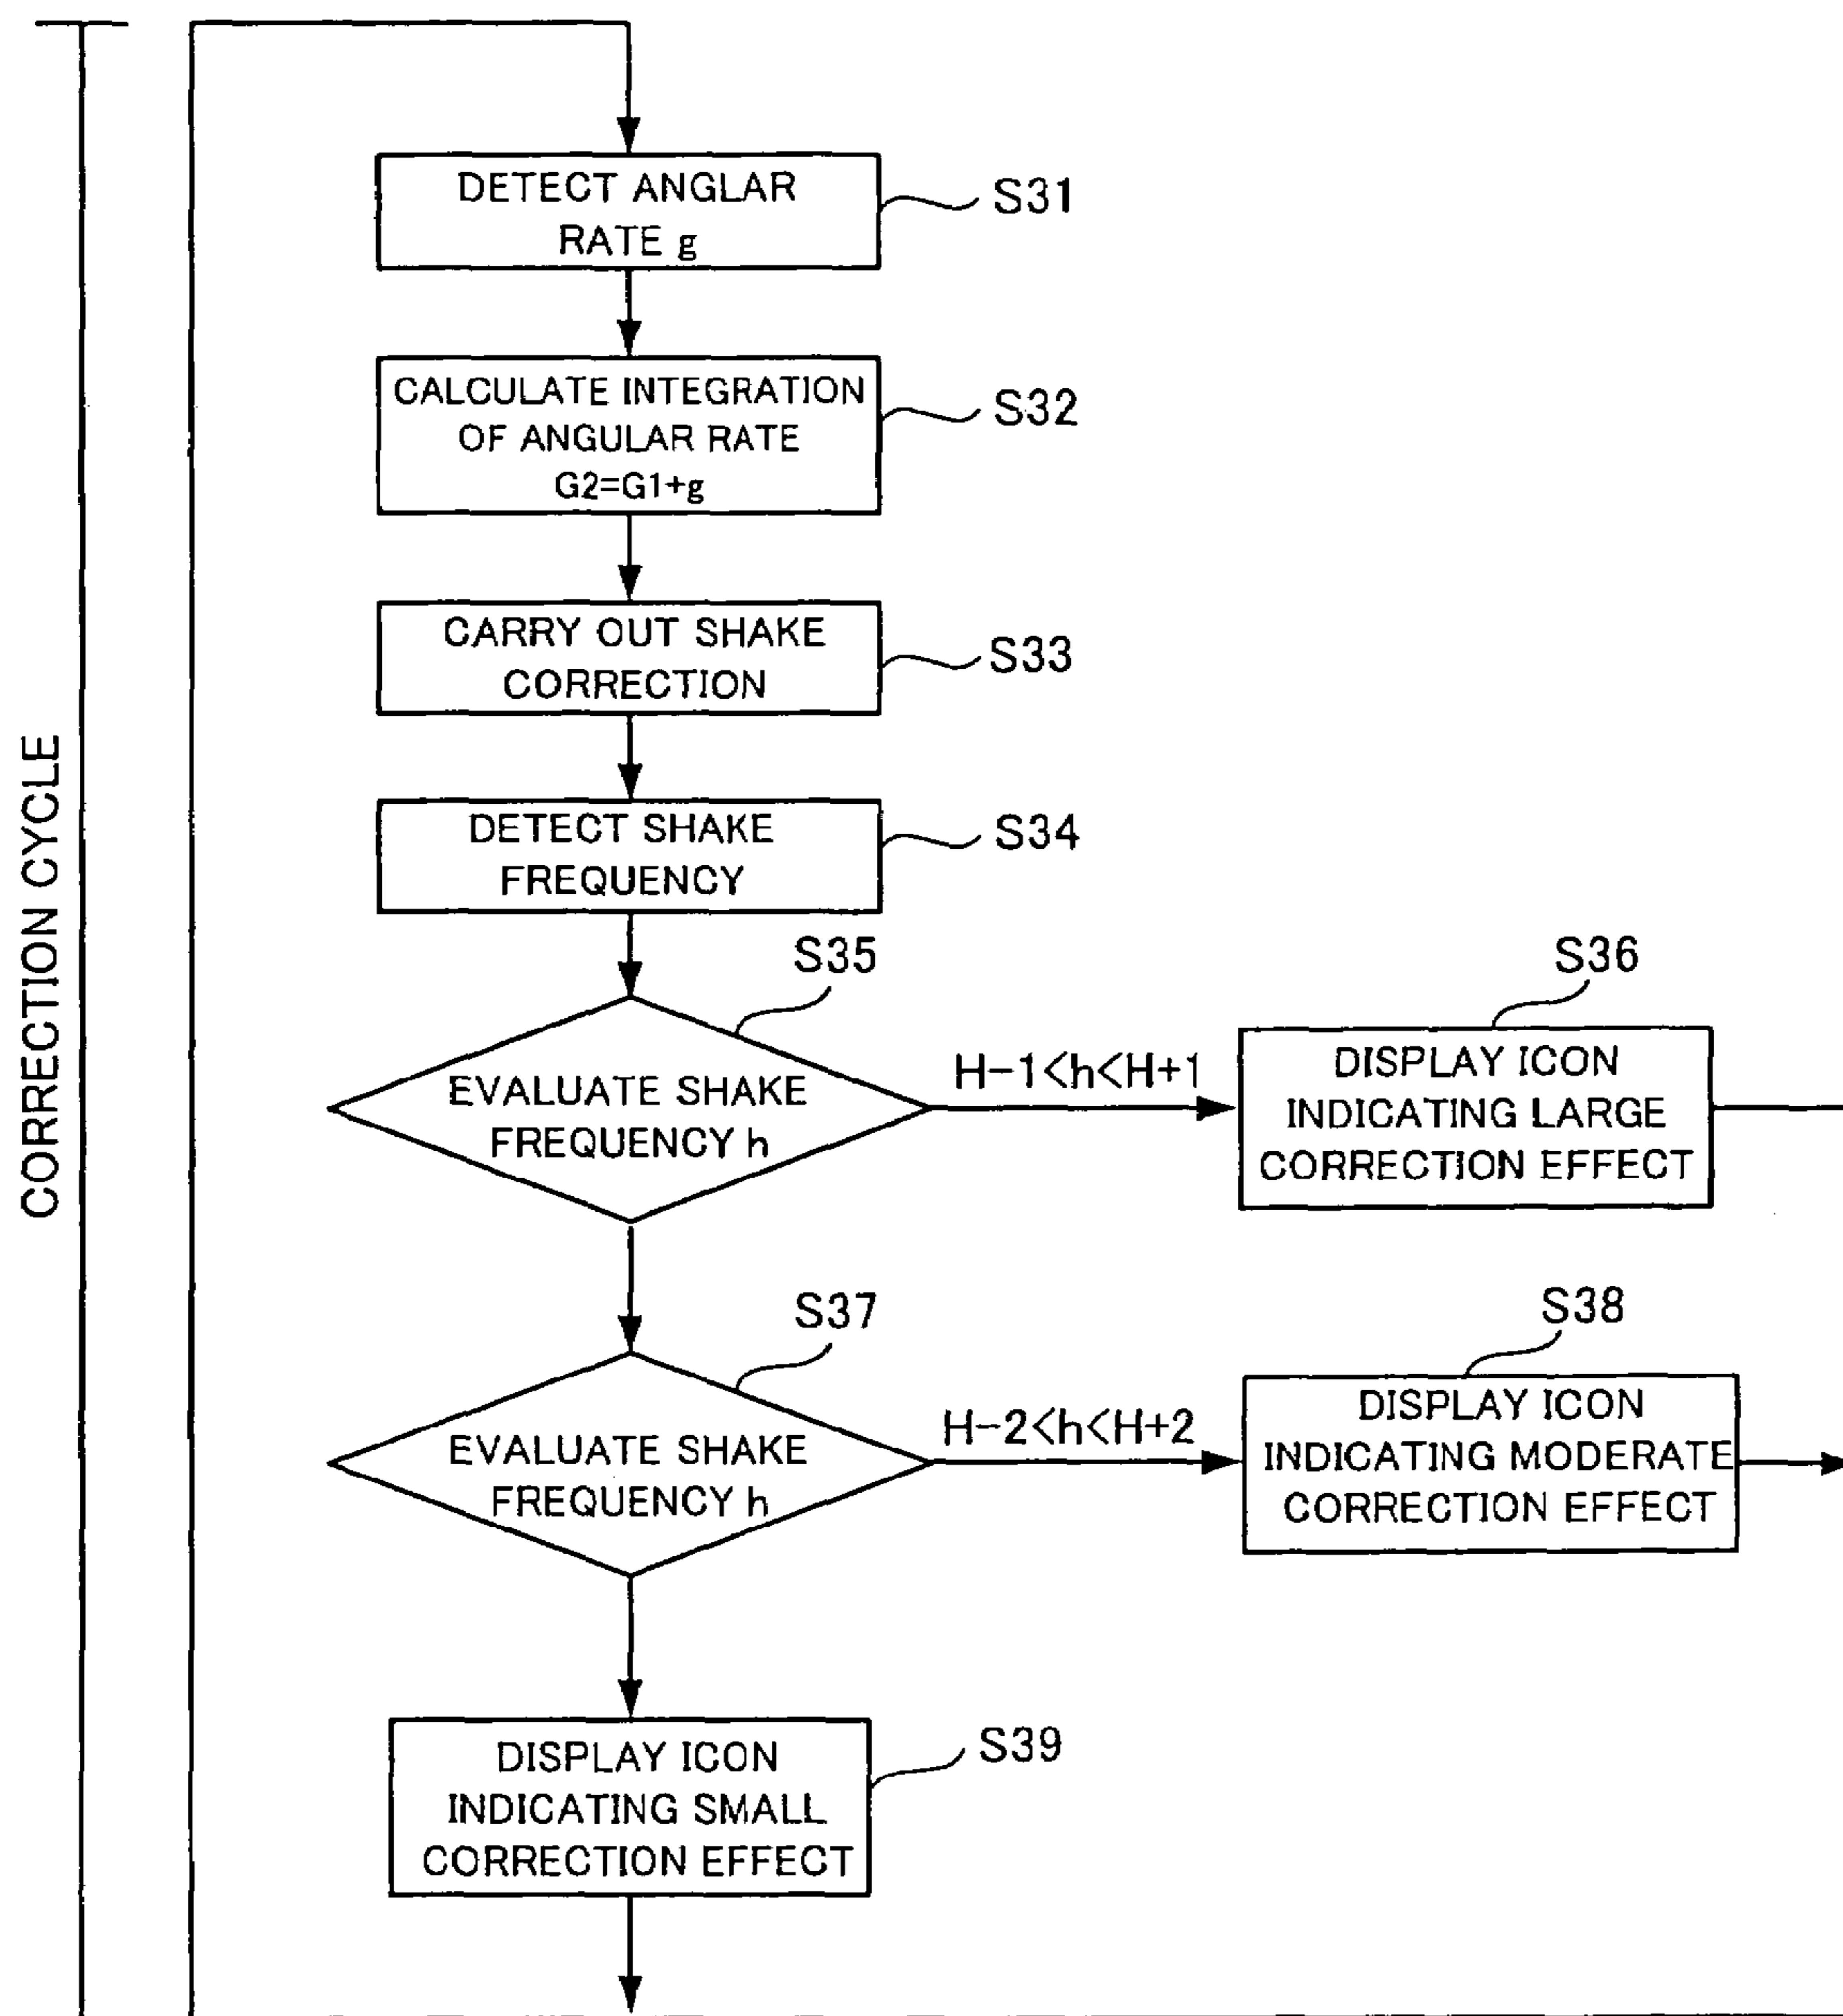 CORRECTION CYCLE
DETECT ANGLAR
RATE g
S31
CALCULATE INTEGRATION
OF ANGULAR RATE
G2=G1+g
S32
CARRY OUT SHAKE
CORRECTION
S33
DETECT SHAKE
FREQUENCY
S34
S35
EVALUATE SHAKE
FREQUENCY h
H-1<h<H+1
S36
DISPLAY ICON
INDICATING LARGE
CORRECTION EFFECT
S37
EVALUATE SHAKE
FREQUENCY h
H-2<h<H+2
S38
DISPLAY ICON
INDICATING MODERATE
CORRECTION EFFECT
DISPLAY ICON
INDICATING SMALL
CORRECTION EFFECT
S39